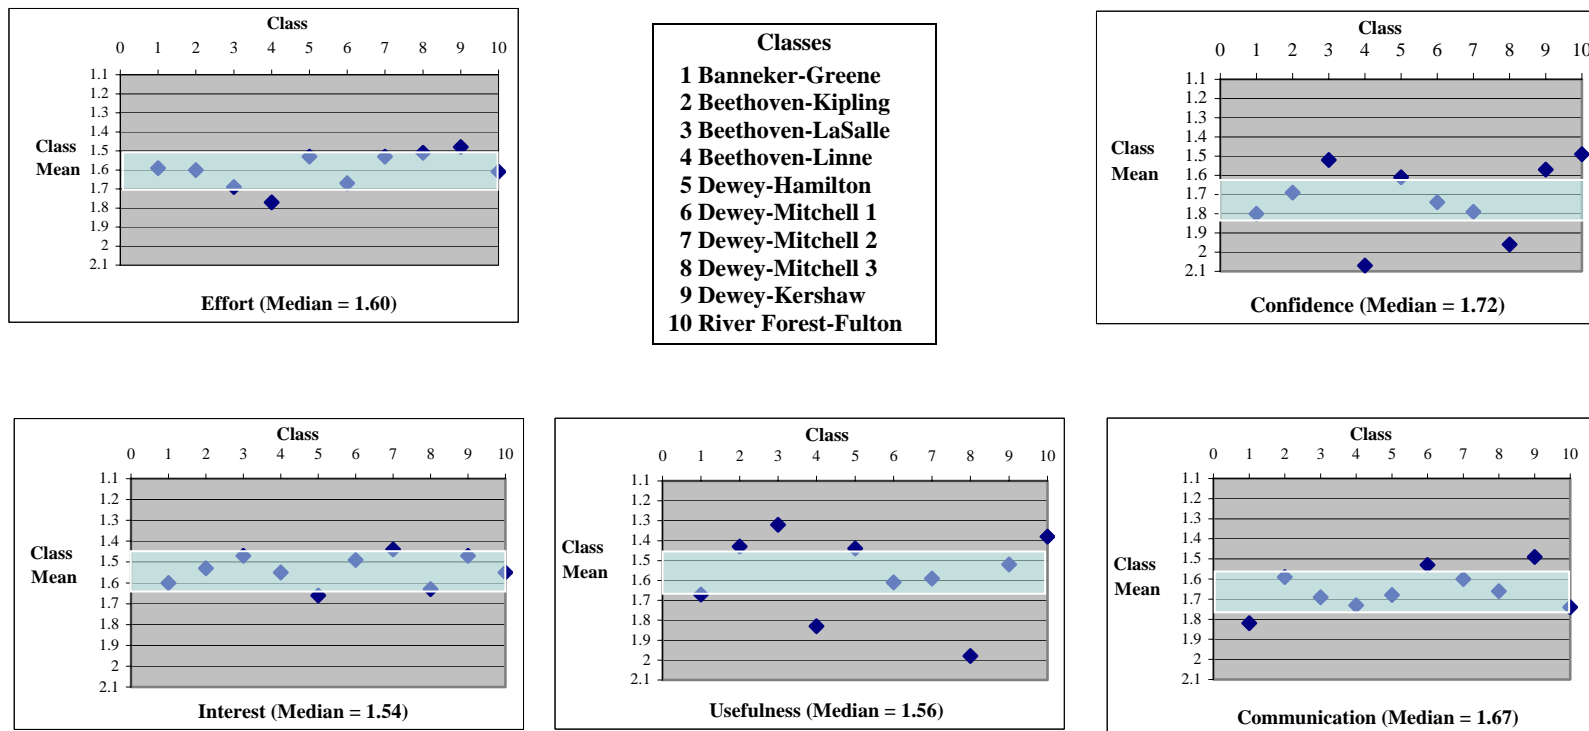 Class
0 1 2 3 4 5 6 7 8 9 10
1.1
1.2
1.3
1.4
1.5
1.6
1.7
1.8
1.9
2
2.1
Class
Mean
Effort (Median = 1.60)
Classes
1 Banneker-Greene
2 Beethoven-Kipling
3 Beethoven-LaSalle
4 Beethoven-Linne
5 Dewey-Hamilton
6 Dewey-Mitchell 1
7 Dewey-Mitchell 2
8 Dewey-Mitchell 3
9 Dewey-Kershaw
10 River Forest-Fulton
Class
0 1 2 3 4 5 6 7 8 9 10
1.1
1.2
1.3
1.4
1.5
1.6
1.7
1.8
1.9
2
2.1
Class
Mean
Confidence (Median = 1.72)
Class
0 1 2 3 4 5 6 7 8 9 10
1.1
1.2
1.3
1.4
1.5
1.6
1.7
1.8
1.9
2
2.1
Class
Mean
Interest (Median = 1.54)
Class
0 1 2 3 4 5 6 7 8 9 10
1.1
1.2
1.3
1.4
1.5
1.6
1.7
1.8
1.9
2
2.1
Class
Mean
Usefulness (Median = 1.56)
Class
0 1 2 3 4 5 6 7 8 9 10
1.1
1.2
1.3
1.4
1.5
1.6
1.7
1.8
1.9
2
2.1
Class
Mean
Communication (Median = 1.67)